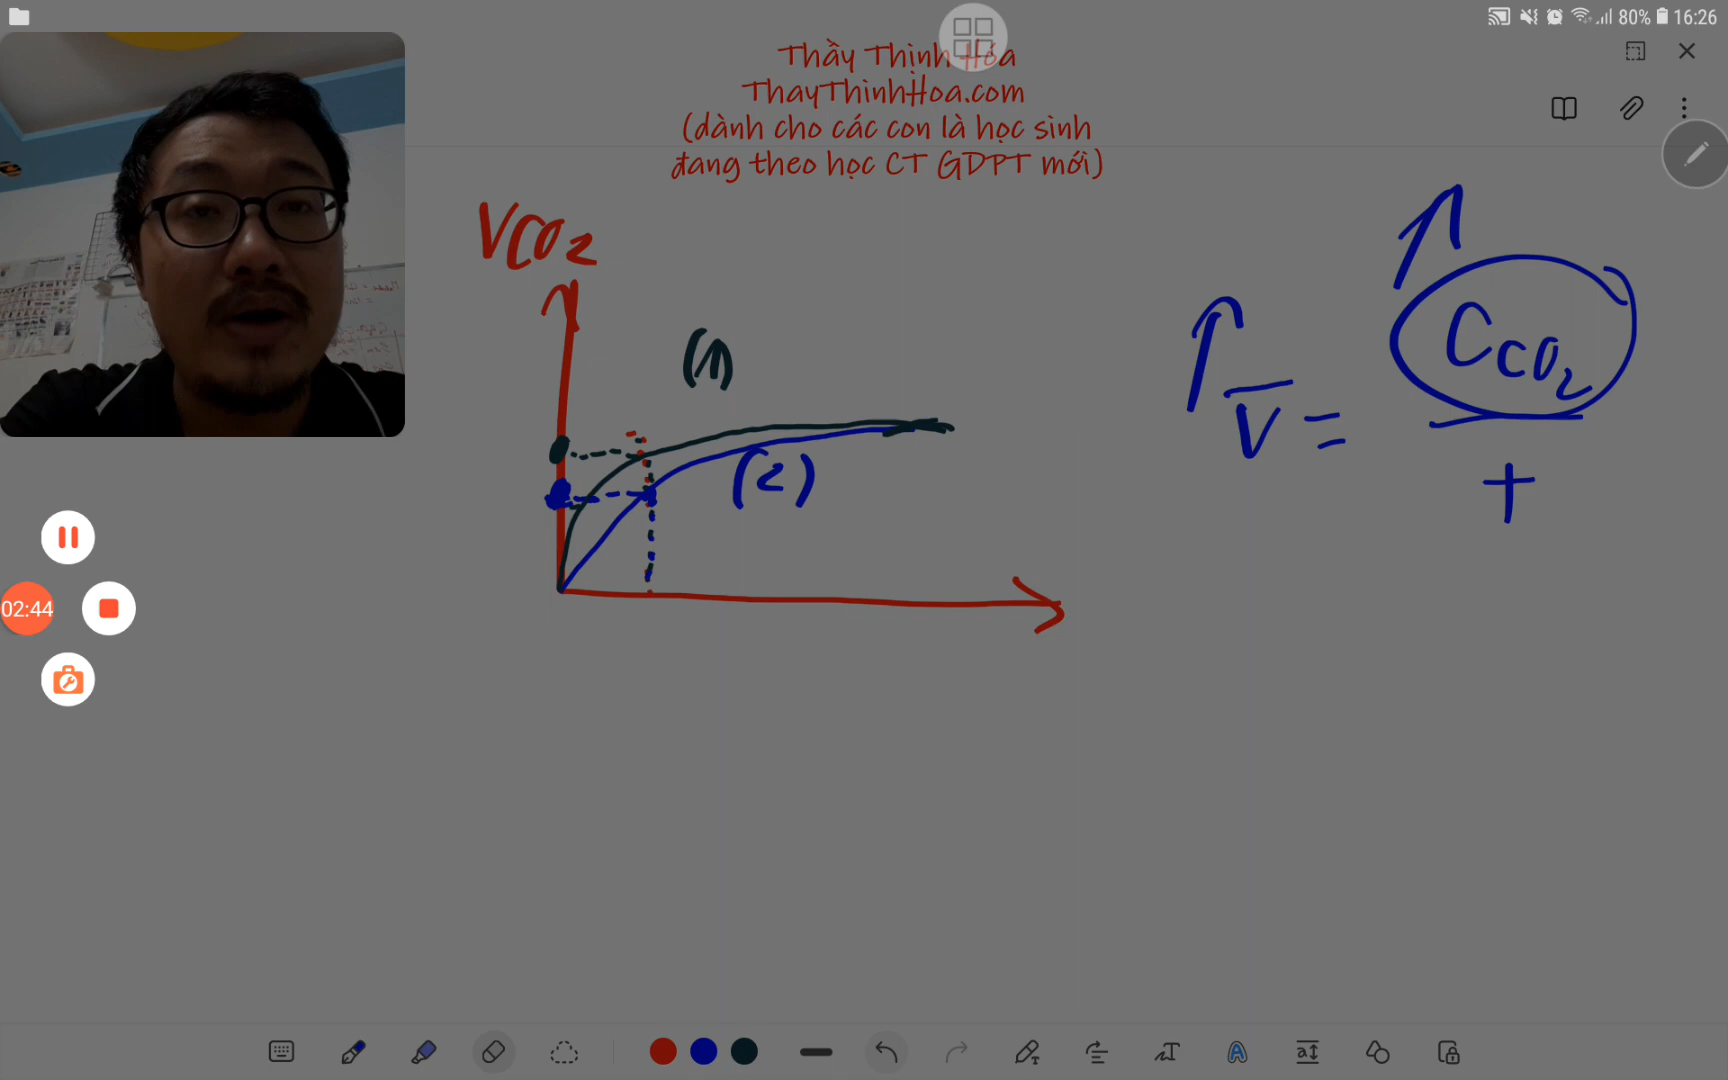 80% 16:26
Thầy Thịnh Hóa
ThayThinhHoa.com
(dành cho các con là học sinh
đang theo học CT GDPT mới)
VCO2
(1)
(2)
V = CCO2
t
02:44